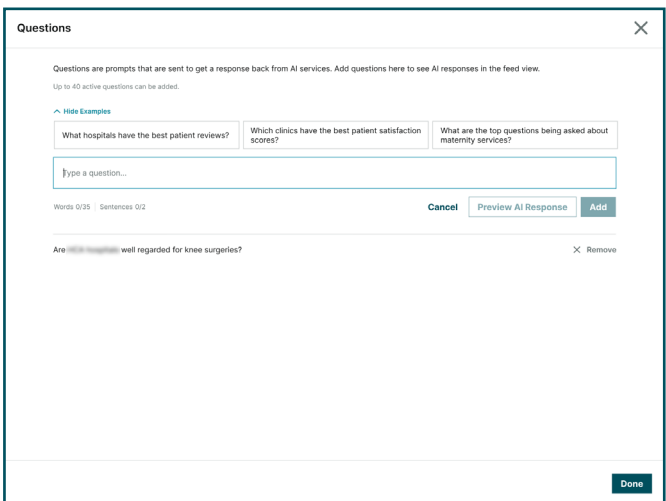 Questions
Questions are prompts that are sent to get a response back from AI services. Add questions here to see AI responses in the feed view.
Up to 40 active questions can be added.
Hide Examples
What hospitals have the best patient reviews?
Which clinics have the best patient satisfaction
scores?
What are the top questions being asked about
maternity services?
Type a question...
Words 0/35 | Sentences 0/2
Cancel
Preview AI Response
Add
Are well regarded for knee surgeries?
Remove
Done